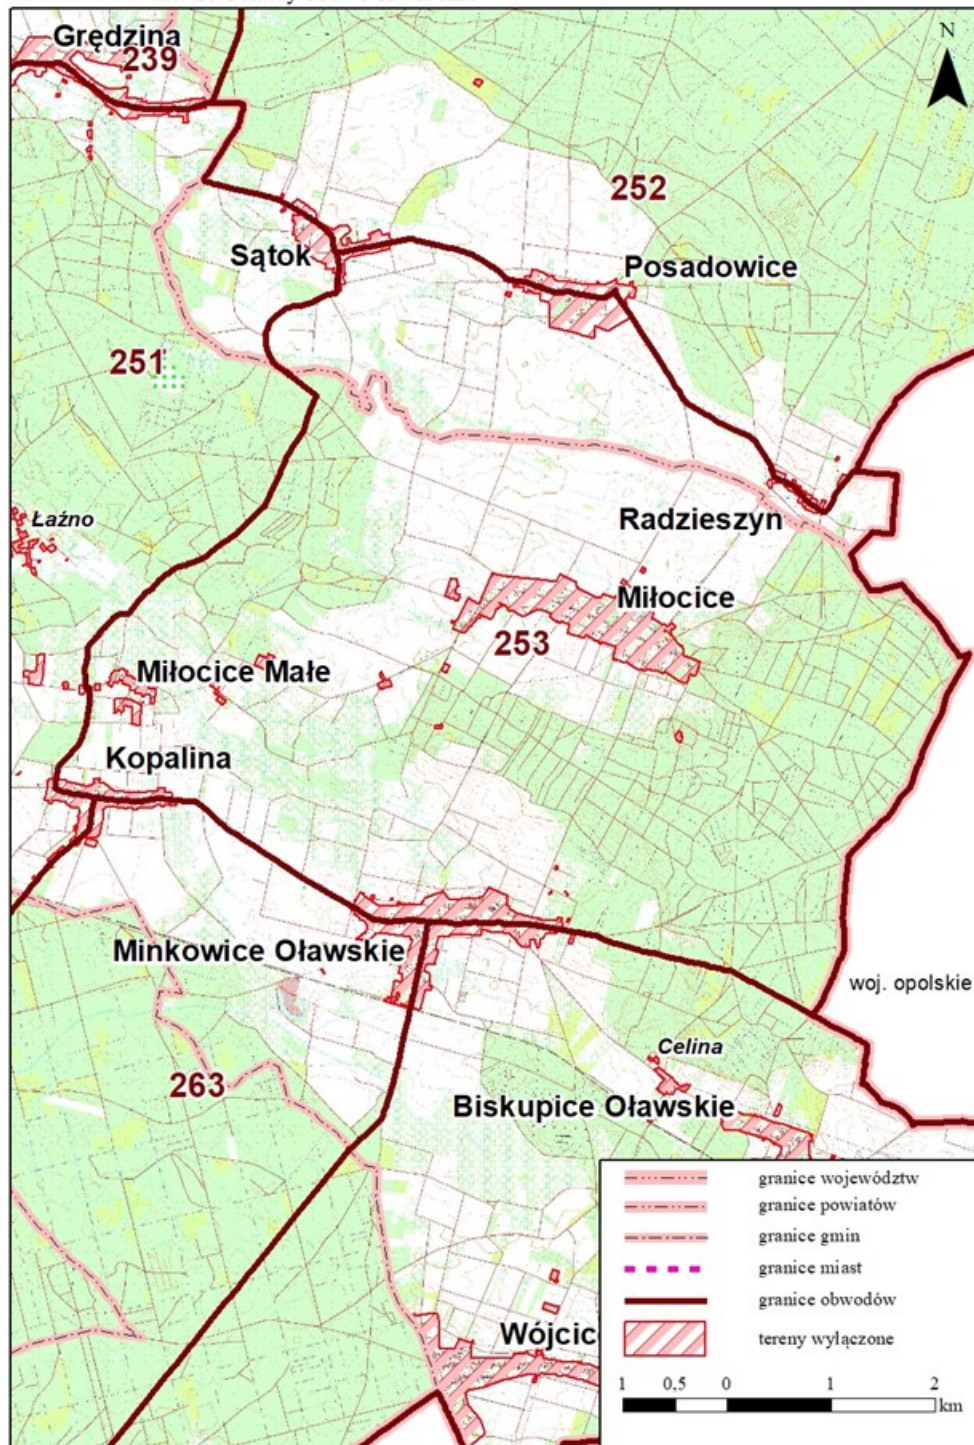 Grędzina
239
N
252
Sątok
Posadowice
251
Łaźno
Radzieszyn
Miłocice
253
Miłocice Małe
Kopalina
Minkowice Oławskie
woj. opolskie
Celina
263
Biskupice Oławskie
Wójcic
granice województw
granice powiatów
granice gmin
granice miast
granice obwodów
tereny wyłączone
1 0,5 0 1 2
km